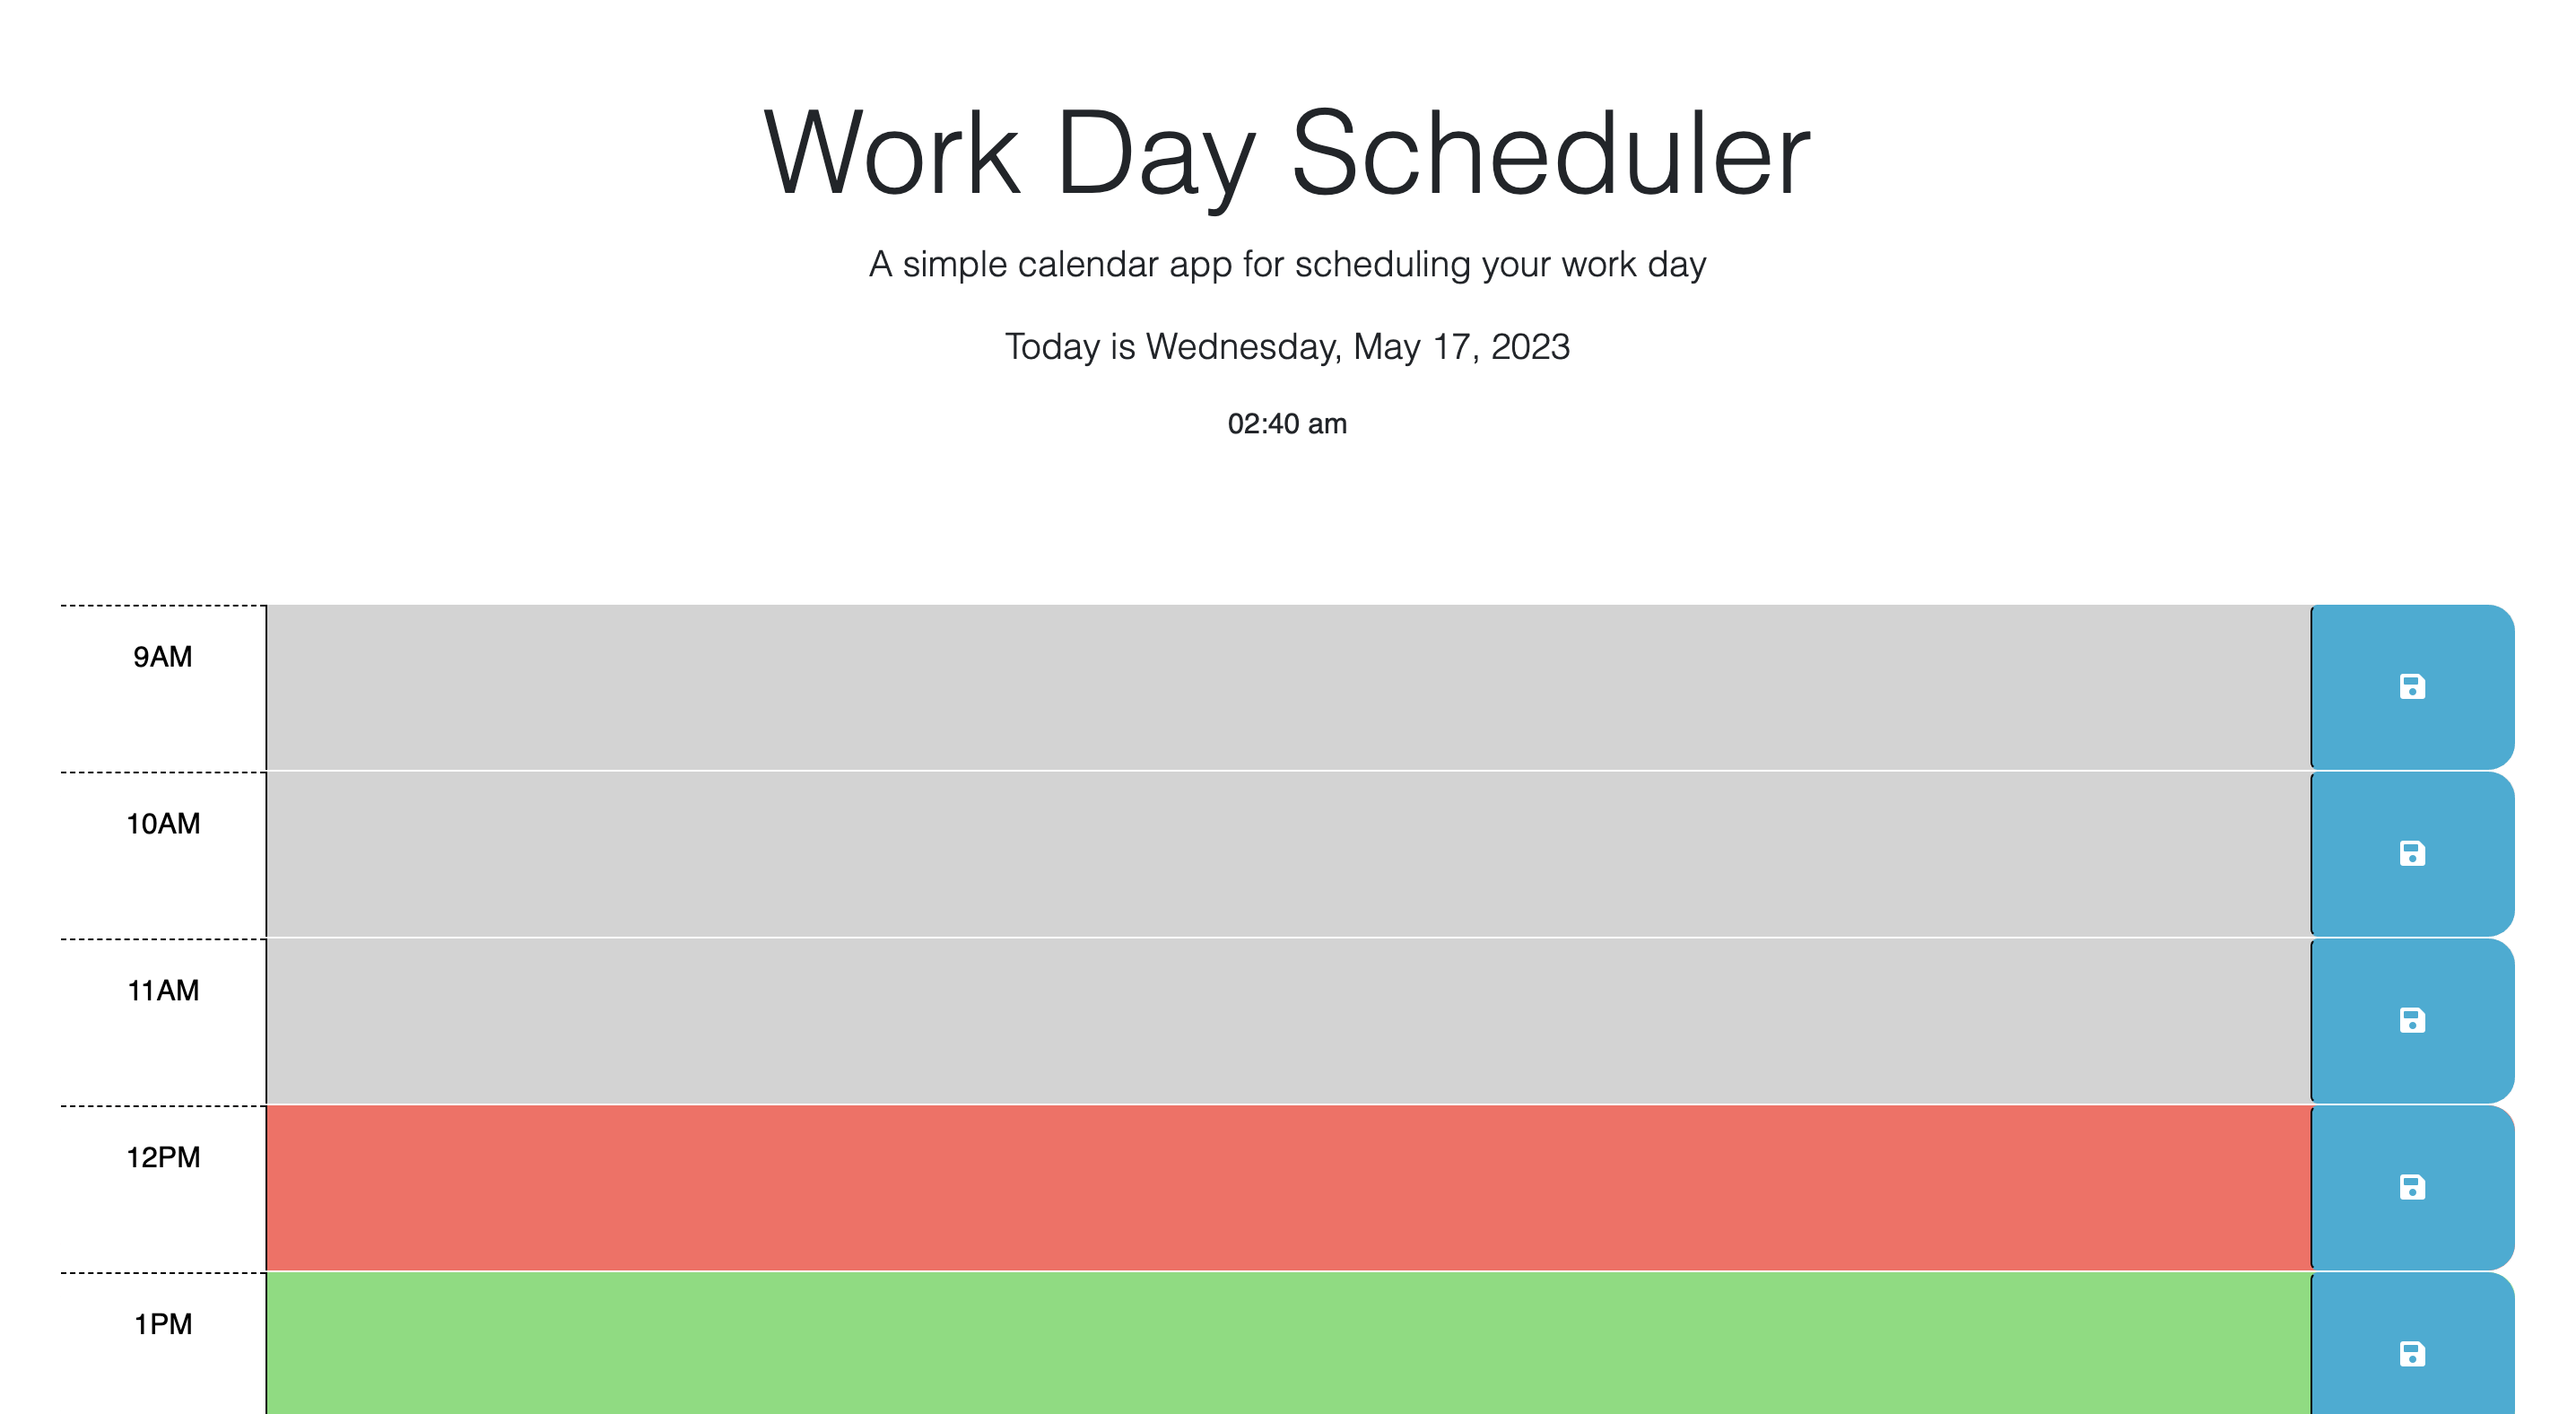 Work Day Scheduler
A simple calendar app for scheduling your work day
Today is Wednesday, May 17, 2023
02:40 am
9AM
10AM
11AM
12PM
1PM